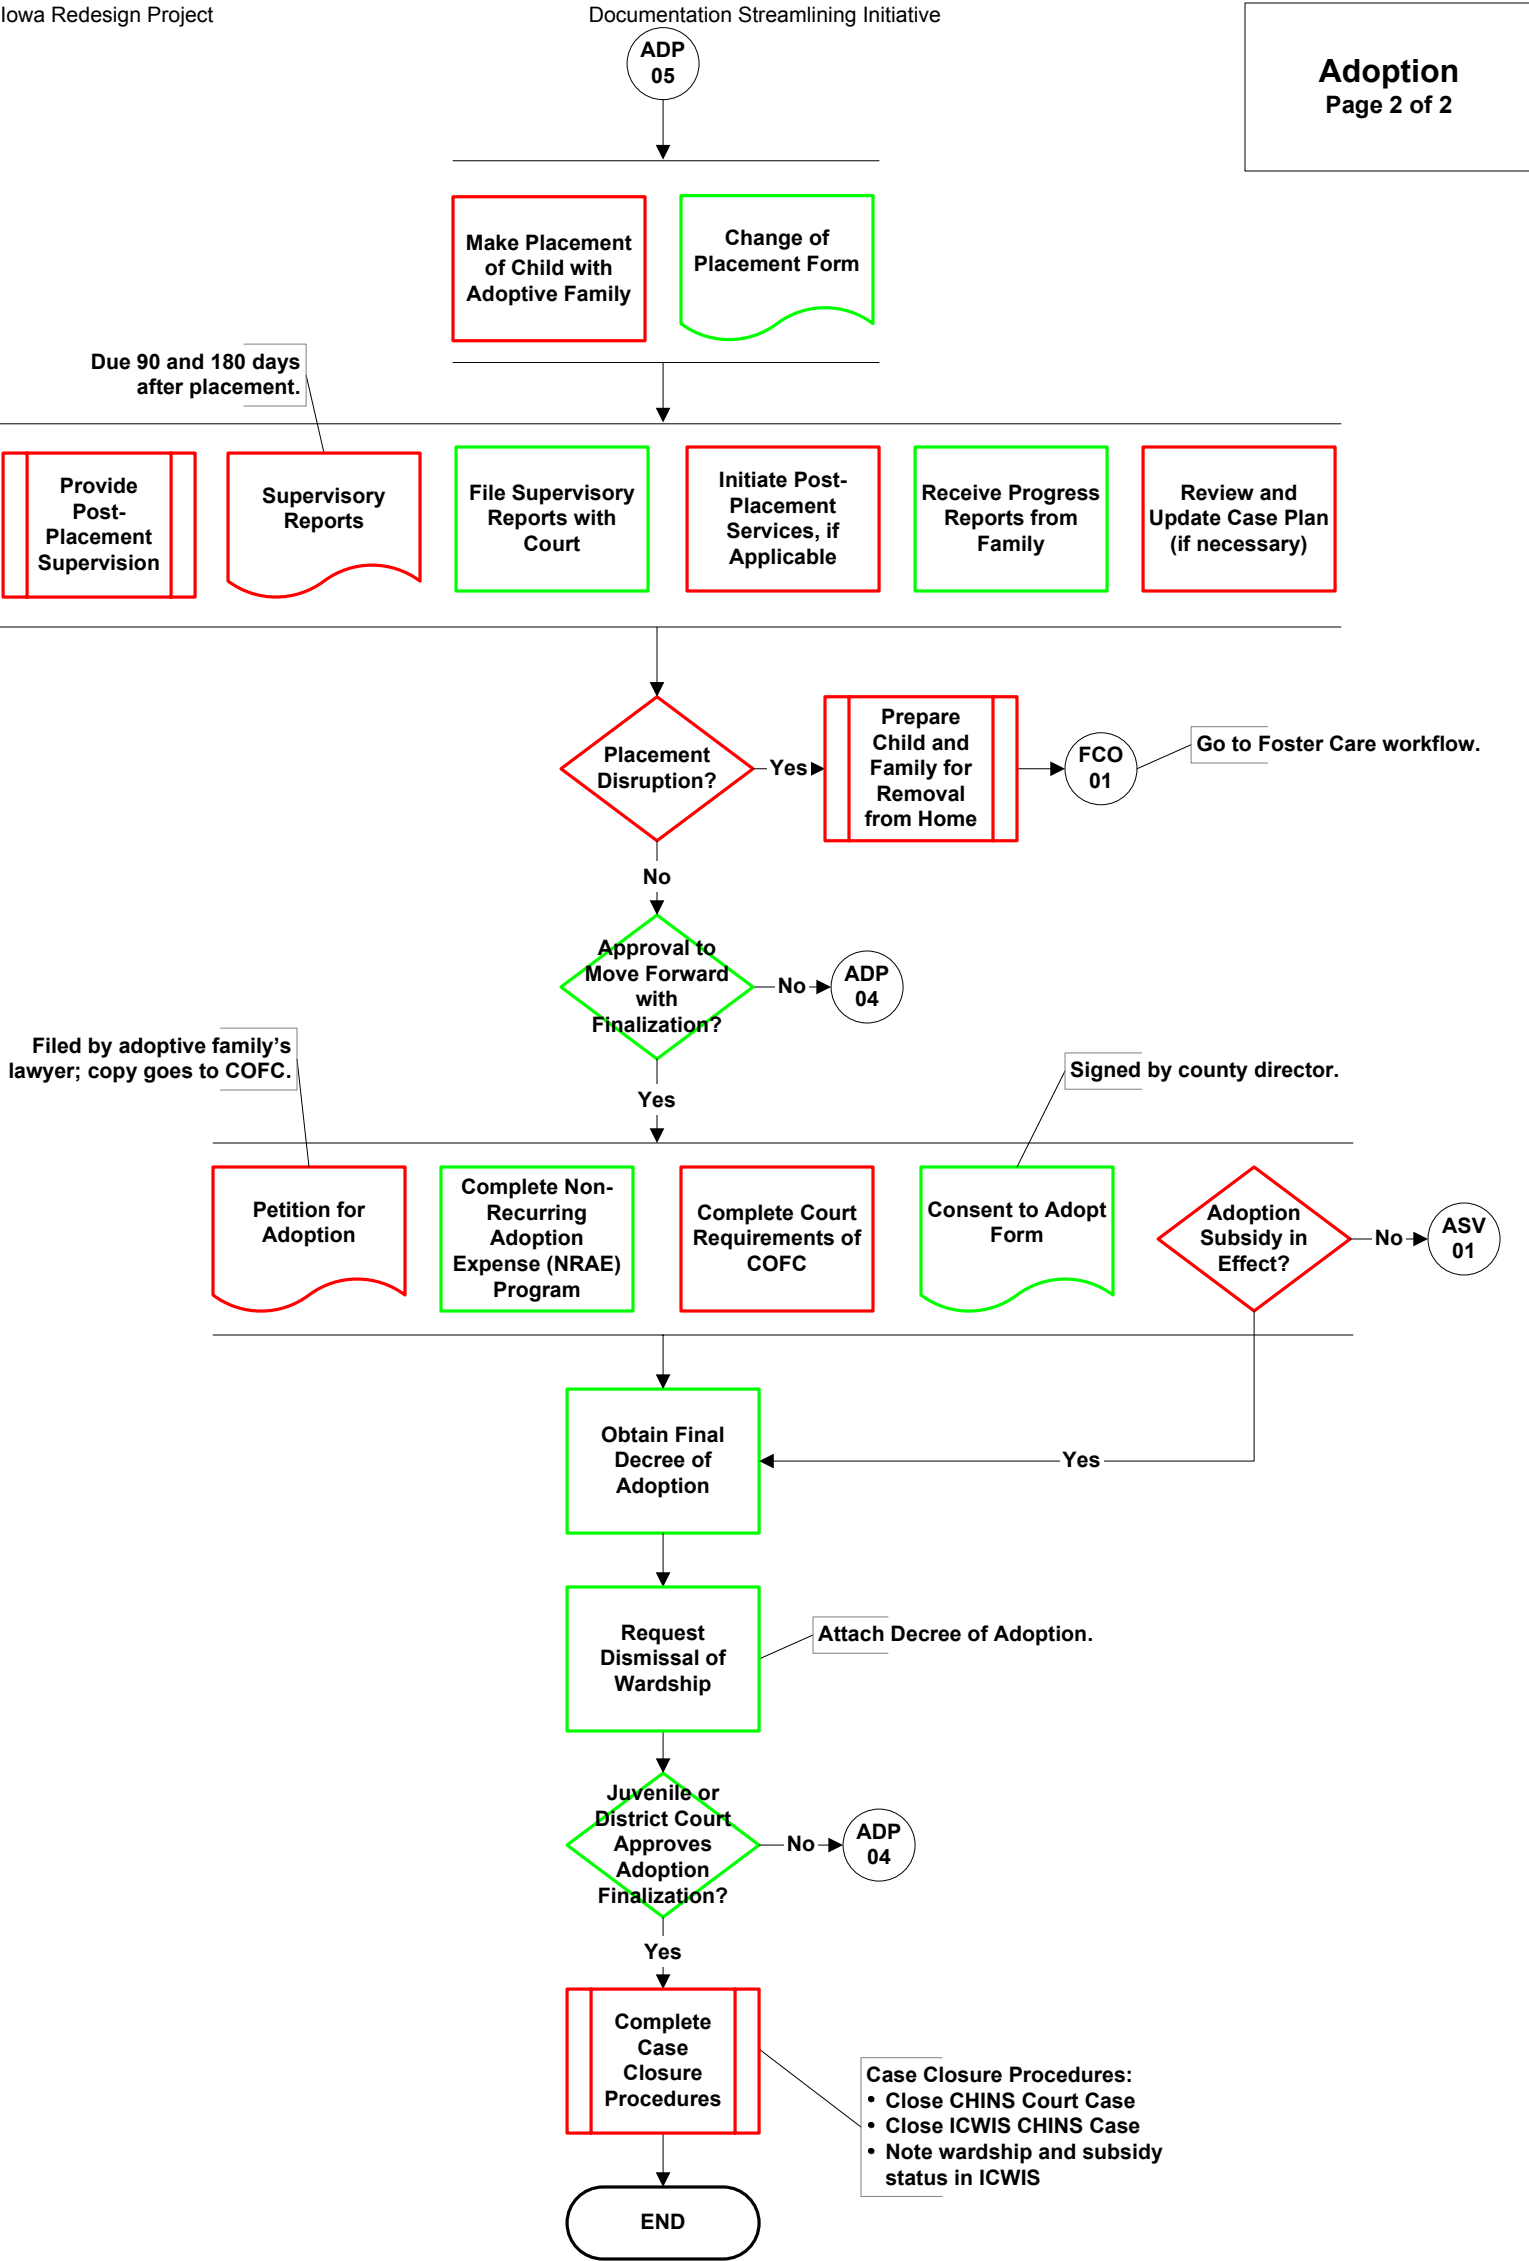 Iowa Redesign Project
Documentation Streamlining Initiative
Adoption
Page 2 of 2
ADP
05
Make Placement
of Child with
Adoptive Family
Change of
Placement Form
Due 90 and 180 days
after placement.
Provide
Post-
Placement
Supervision
Supervisory
Reports
File Supervisory
Reports with
Court
Initiate Post-
Placement
Services, if
Applicable
Receive Progress
Reports from
Family
Review and
Update Case Plan
(if necessary)
Placement
Disruption?
Yes
Prepare
Child and
Family for
Removal
from Home
FCO
01
Go to Foster Care workflow.
No
Approval to
Move Forward
with
Finalization?
No
ADP
04
Filed by adoptive family's
lawyer; copy goes to COFC.
Signed by county director.
Yes
Petition for
Adoption
Complete Non-
Recurring
Adoption
Expense (NRAE)
Program
Complete Court
Requirements of
COFC
Consent to Adopt
Form
Adoption
Subsidy in
Effect?
No
ASV
01
Obtain Final
Decree of
Adoption
Yes
Request
Dismissal of
Wardship
Attach Decree of Adoption.
Juvenile or
District Court
Approves
Adoption
Finalization?
No
ADP
04
Yes
Complete
Case
Closure
Procedures
Case Closure Procedures:
• Close CHINS Court Case
• Close ICWIS CHINS Case
• Note wardship and subsidy
status in ICWIS
END